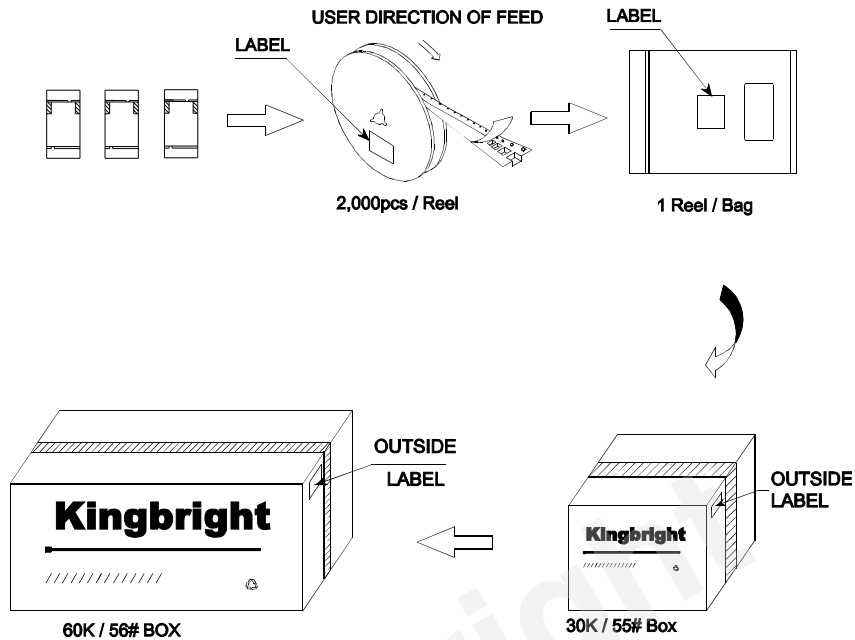 USER DIRECTION OF FEED
LABEL
LABEL
2,000pcs / Reel
1 Reel / Bag
OUTSIDE
LABEL
OUTSIDE
LABEL
Kingbright
Kingbright
60K / 56# BOX
30K / 55# Box